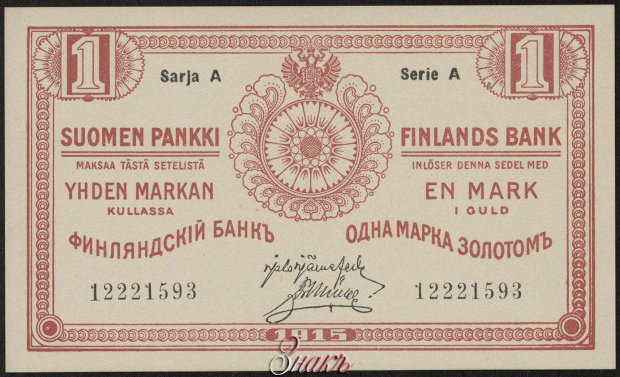 1 1
Sarja A Serie A
SUOMEN PANKKI FINLANDS BANK
MAKSAA TÄSTÄ SETELISTÄ INLÖSER DENNA SEDEL MED
YHDEN MARKAN EN MARK
KULLASSA I GULD
ФИНЛЯНДСКІЙ БАНКЪ ОДНА МАРКА ЗОЛОТОМЪ
12221593 12221593
1915
Знакъ